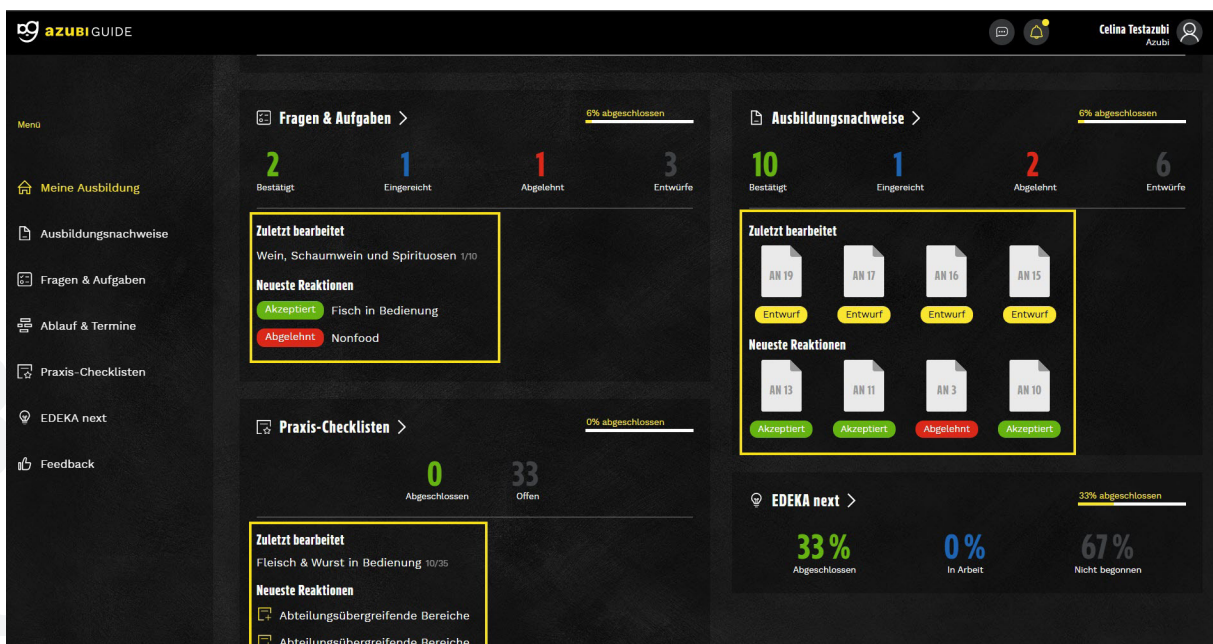 azubiGUIDE
Celina Testazubi
Azubi
Menü
Meine Ausbildung
Ausbildungsnachweise
Fragen & Aufgaben
Ablauf & Termine
Praxis-Checklisten
EDEKA next
Feedback
Fragen & Aufgaben >
6% abgeschlossen
2 1 1 3
Bestätigt Eingereicht Abgelehnt Entwürfe
Zuletzt bearbeitet
Wein, Schaumwein und Spirituosen 1/10
Neueste Reaktionen
Akzeptiert Fisch in Bedienung
Abgelehnt Nonfood
Praxis-Checklisten >
0% abgeschlossen
0 33
Abgeschlossen Offen
Zuletzt bearbeitet
Fleisch & Wurst in Bedienung 10/35
Neueste Reaktionen
Abteilungsübergreifende Bereiche
Abteilungsübergreifende Bereiche
Ausbildungsnachweise >
6% abgeschlossen
10 1 2 6
Bestätigt Eingereicht Abgelehnt Entwürfe
Zuletzt bearbeitet
AN 19 AN 17 AN 16 AN 15
Entwurf Entwurf Entwurf Entwurf
Neueste Reaktionen
AN 13 AN 11 AN 3 AN 10
Akzeptiert Akzeptiert Abgelehnt Akzeptiert
EDEKA next >
33% abgeschlossen
33 % 0 % 67 %
Abgeschlossen In Arbeit Nicht begonnen